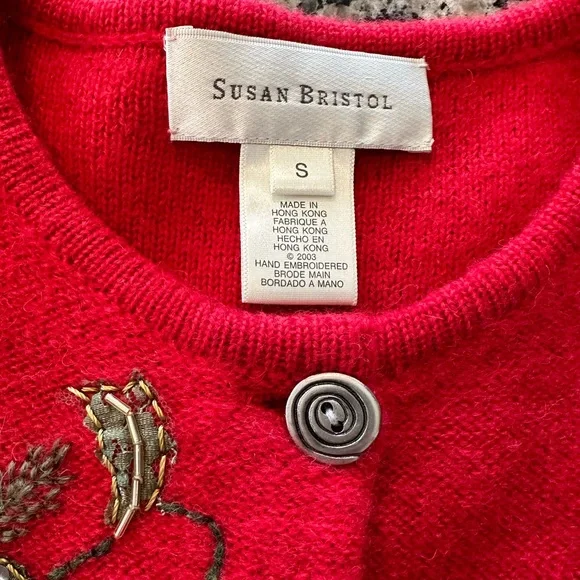 SUSAN BRISTOL
S
MADE IN
HONG KONG
FABRIQUE A
HONG KONG
HECHO EN
HONG KONG
© 2003
HAND EMBROIDERED
BRODE MAIN
BORDADO A MANO